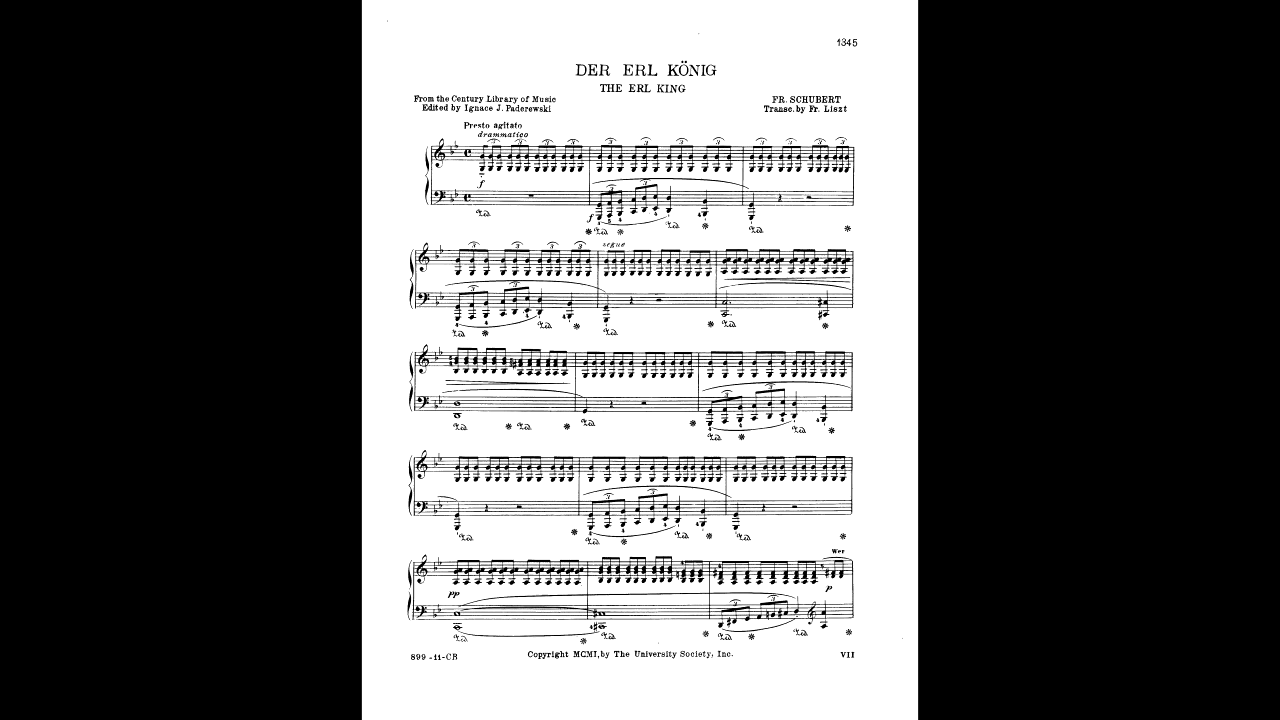 1345
DER ERL KÖNIG
THE ERL KING
From the Century Library of Music
Edited by Ignace J. Paderewski
FR. SCHUBERT
Transc. by Fr. Liszt
Presto agitato
drammatico
f
f
segue
Wer
pp
p
899 - 11 - CB
Copyright MCMI, by The University Society, Inc.
VII